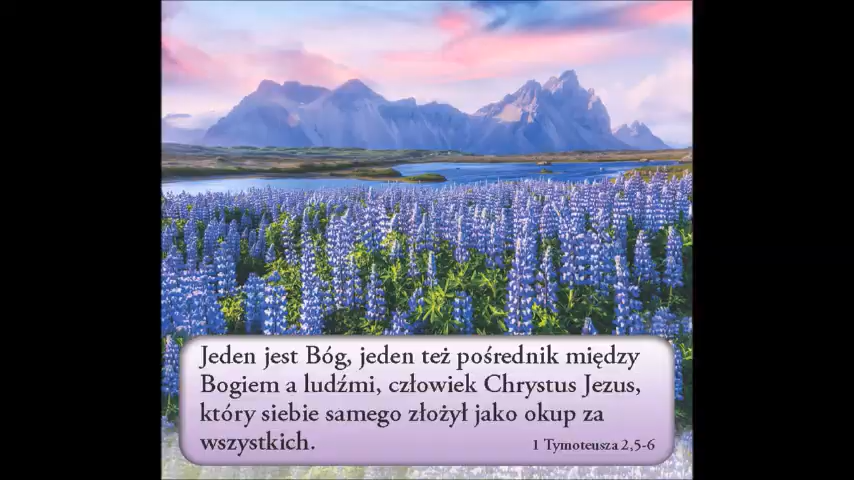 Jeden jest Bóg, jeden też pośrednik między
Bogiem a ludźmi, człowiek Chrystus Jezus,
który siebie samego złożył jako okup za
wszystkich.
1 Tymoteusza 2,5-6